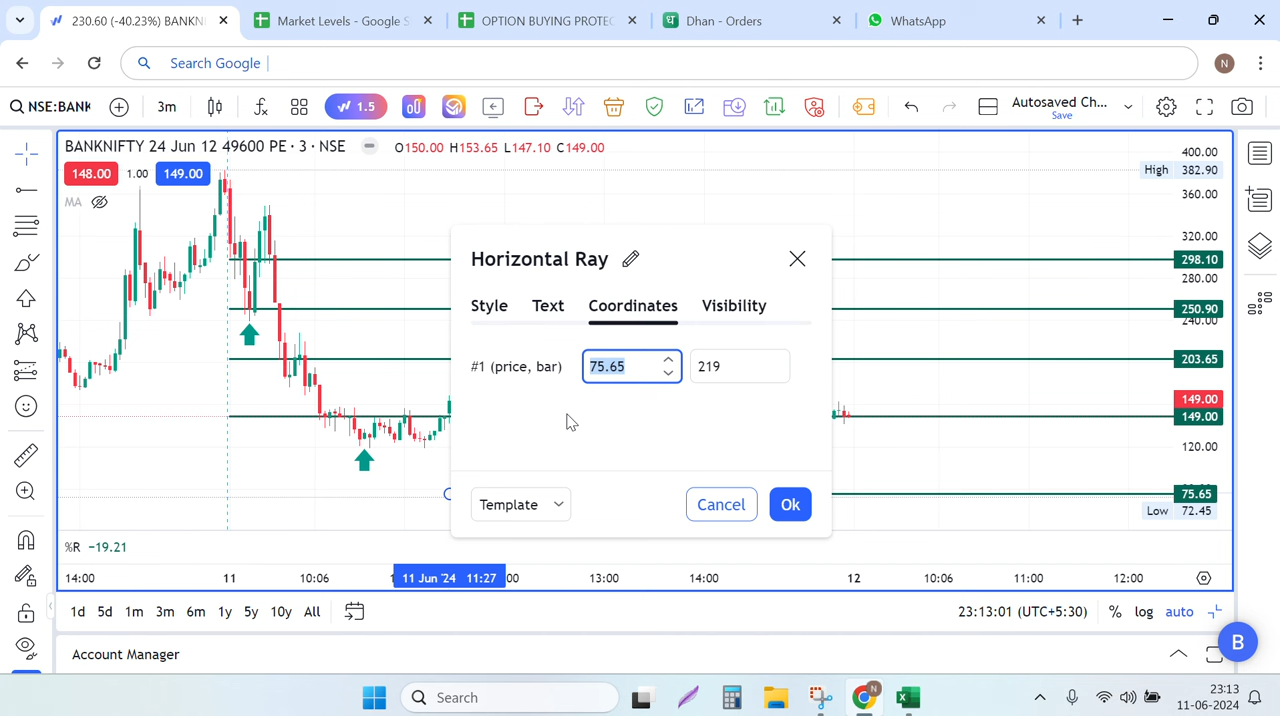 230.60 (-40.23%) BANKNI
Market Levels - Google S
OPTION BUYING PROTEC
Dhan - Orders
WhatsApp
Search Google
N
NSE:BANK
3m
1.5
Autosaved Ch...
Save
BANKNIFTY 24 Jun 12 49600 PE · 3 · NSE
O150.00 H153.65 L147.10 C149.00
148.00
1.00
149.00
MA
400.00
High 382.90
360.00
320.00
298.10
280.00
250.90
240.00
203.65
149.00
149.00
120.00
75.65
Low 72.45
Horizontal Ray
Style
Text
Coordinates
Visibility
#1 (price, bar)
75.65
219
Template
Cancel
Ok
%R −19.21
14:00
11
10:06
11 Jun '24 11:27
:00
13:00
14:00
12
10:06
11:00
12:00
1d
5d
1m
3m
6m
1y
5y
10y
All
23:13:01 (UTC+5:30)
%
log
auto
B
Account Manager
Search
N
23:13
11-06-2024